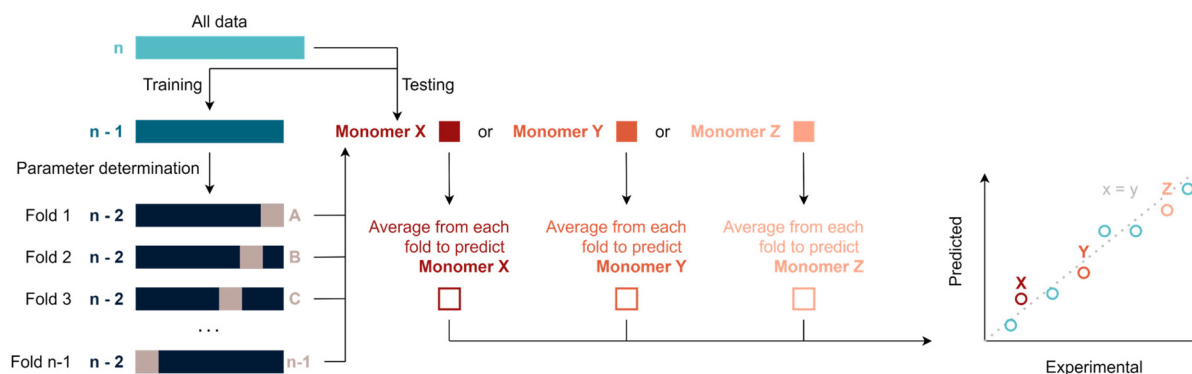 All data
n
Training
Testing
n - 1
Monomer X
or
Monomer Y
or
Monomer Z
Parameter determination
Fold 1 n - 2 A
Fold 2 n - 2 B
Fold 3 n - 2 C
...
Fold n-1 n - 2 n-1
Average from each
fold to predict
Monomer X
Average from each
fold to predict
Monomer Y
Average from each
fold to predict
Monomer Z
Predicted
x = y
Z
Y
X
Experimental